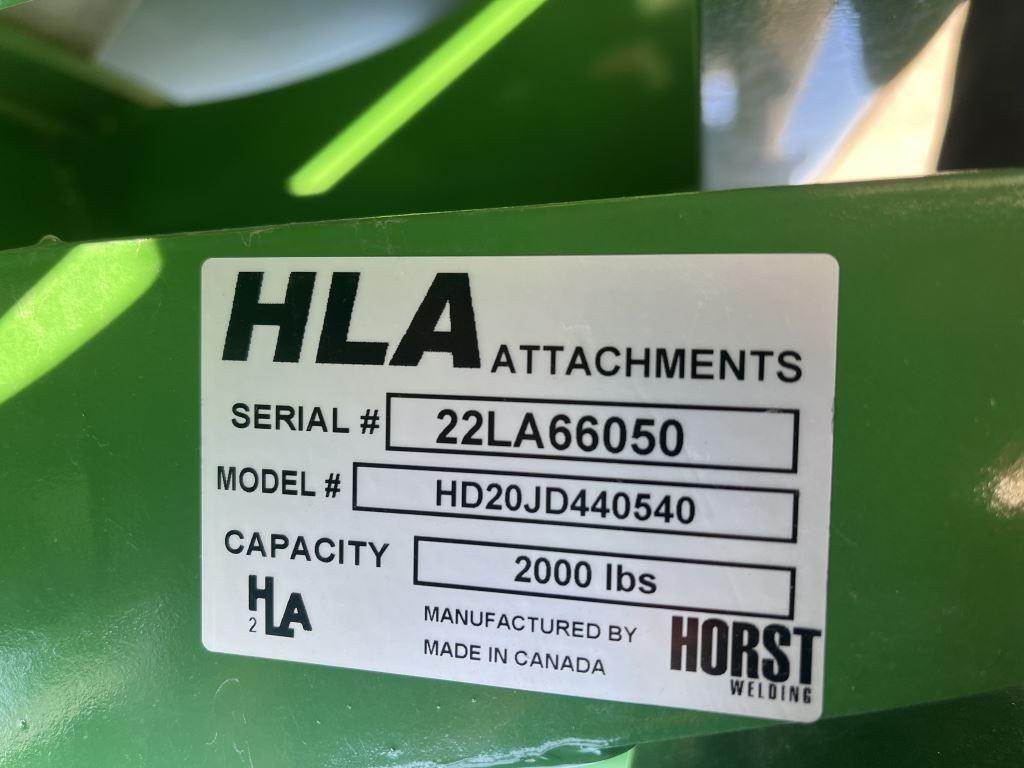 HLA ATTACHMENTS
SERIAL # 22LA66050
MODEL # HD20JD440540
CAPACITY 2000 lbs
HLA
2
MANUFACTURED BY
MADE IN CANADA
HORST
WELDING